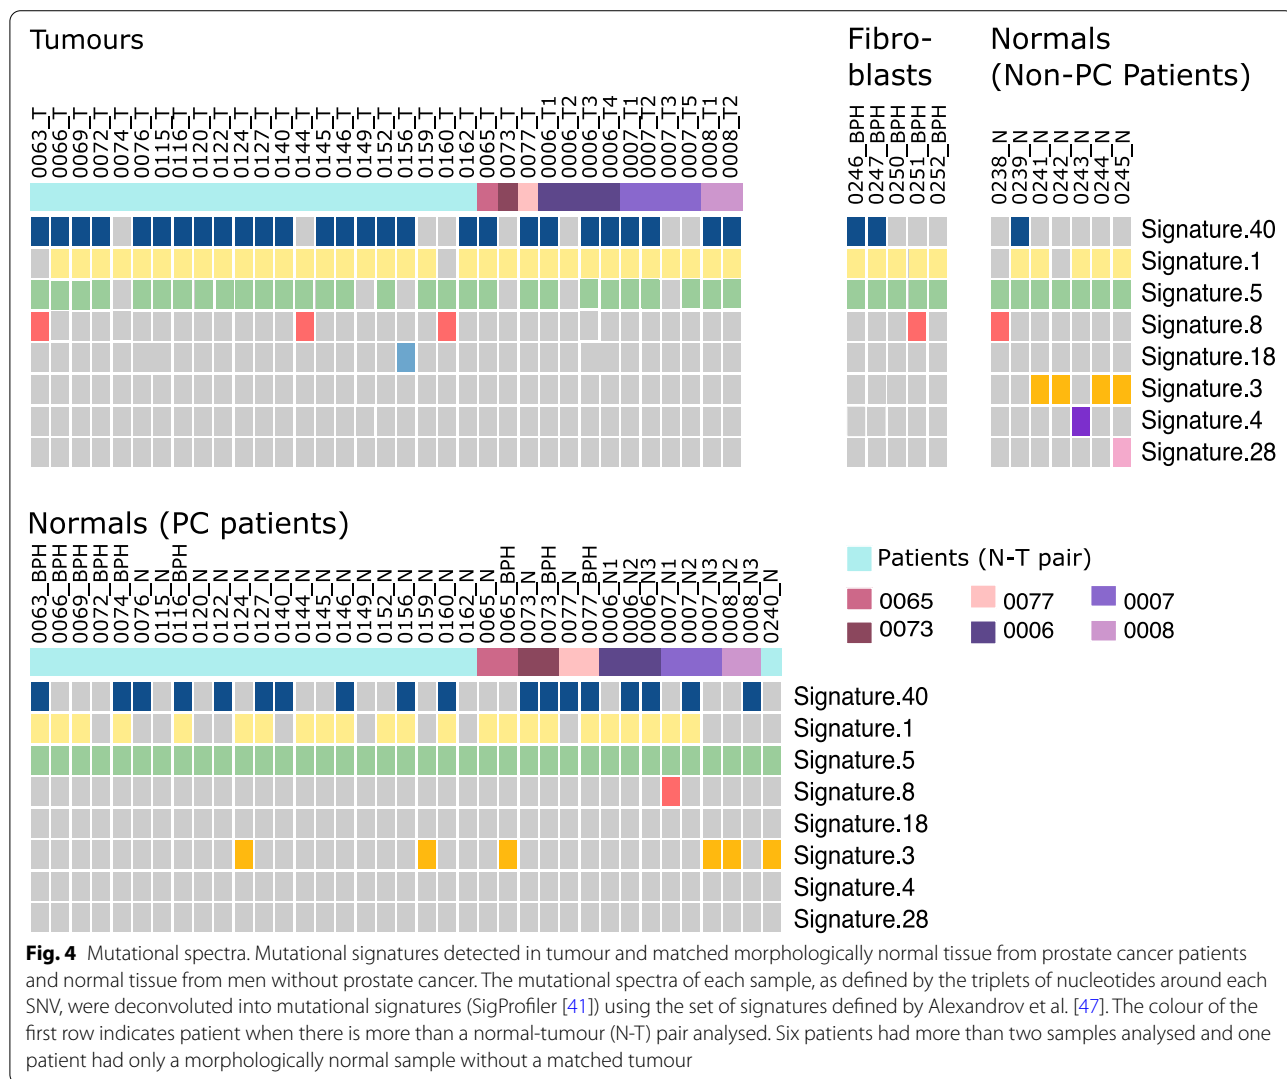 Tumours
Fibro-
blasts
Normals
(Non-PC Patients)
0063_T
0066_T
0069_T
0072_T
0074_T
0076_T
0115_T
0116_T
0120_T
0122_T
0124_T
0127_T
0140_T
0144_T
0145_T
0146_T
0149_T
0152_T
0156_T
0159_T
0160_T
0162_T
0065_T
0073_T
0077_T
0006_T1
0006_T2
0006_T3
0006_T4
0007_T1
0007_T2
0007_T3
0007_T5
0008_T1
0008_T2
0246_BPH
0247_BPH
0250_BPH
0251_BPH
0252_BPH
0238_N
0239_N
0241_N
0242_N
0243_N
0244_N
0245_N
Signature.40
Signature.1
Signature.5
Signature.8
Signature.18
Signature.3
Signature.4
Signature.28
Normals (PC patients)
0063_BPH
0066_BPH
0069_BPH
0072_BPH
0074_BPH
0076_N
0115_N
0116_BPH
0120_N
0122_N
0124_N
0127_N
0140_N
0144_N
0145_N
0146_N
0149_N
0152_N
0156_N
0159_N
0160_N
0162_N
0065_N
0065_BPH
0073_N
0073_BPH
0077_N
0077_BPH
0006_N1
0006_N2
0006_N3
0007_N1
0007_N2
0007_N3
0008_N2
0008_N3
0240_N
Patients (N-T pair)
0065
0077
0007
0073
0006
0008
Signature.40
Signature.1
Signature.5
Signature.8
Signature.18
Signature.3
Signature.4
Signature.28
Fig. 4 Mutational spectra. Mutational signatures detected in tumour and matched morphologically normal tissue from prostate cancer patients
and normal tissue from men without prostate cancer. The mutational spectra of each sample, as defined by the triplets of nucleotides around each
SNV, were deconvoluted into mutational signatures (SigProfiler [41]) using the set of signatures defined by Alexandrov et al. [47]. The colour of the
first row indicates patient when there is more than a normal-tumour (N-T) pair analysed. Six patients had more than two samples analysed and one
patient had only a morphologically normal sample without a matched tumour